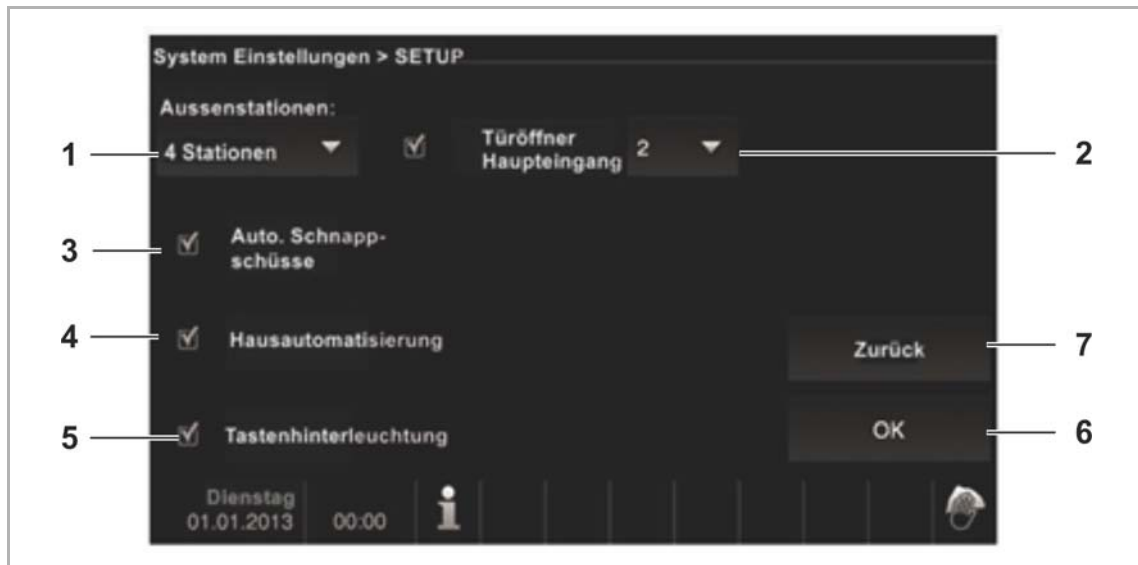 System Einstellungen > SETUP
Aussenstationen:
1
4 Stationen
Türöffner
Haupteingang
2
2
3
Auto. Schnapp-
schüsse
4
Hausautomatisierung
Zurück
7
5
Tastenhinterleuchtung
OK
6
Dienstag
01.01.2013
00:00
i